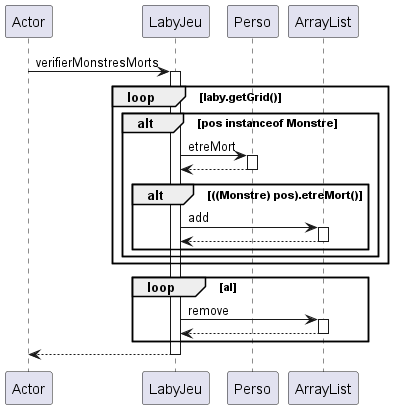 Actor LabyJeu Perso ArrayList
verifierMonstresMorts
loop [laby.getGrid()]
alt [pos instanceof Monstre]
etreMort
alt [((Monstre) pos).etreMort()]
add
loop [al]
remove
Actor LabyJeu Perso ArrayList